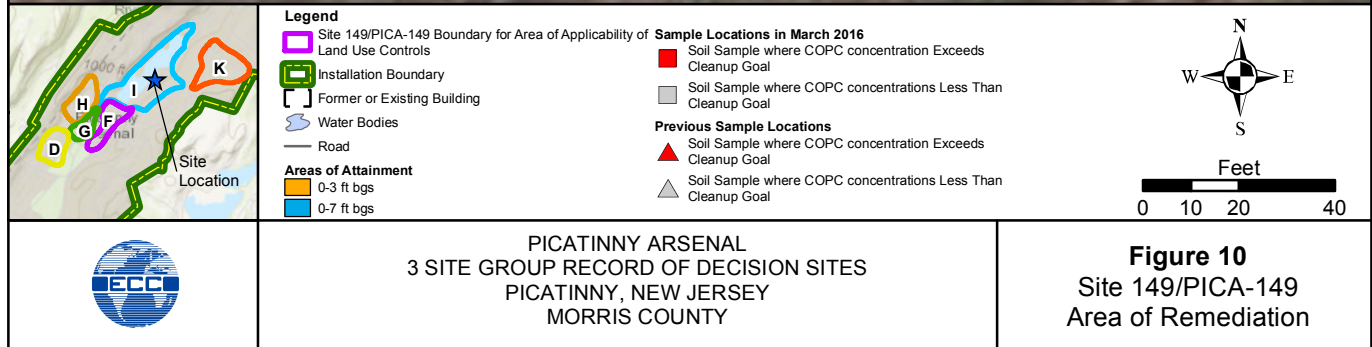 1000 ft
K
I
H
F
G
D
Site
Location
Legend
Site 149/PICA-149 Boundary for Area of Applicability of
Land Use Controls
Installation Boundary
Former or Existing Building
Water Bodies
Road
Areas of Attainment
0-3 ft bgs
0-7 ft bgs
Sample Locations in March 2016
Soil Sample where COPC concentration Exceeds
Cleanup Goal
Soil Sample where COPC concentrations Less Than
Cleanup Goal
Previous Sample Locations
Soil Sample where COPC concentration Exceeds
Cleanup Goal
Soil Sample where COPC concentrations Less Than
Cleanup Goal
N
W E
S
Feet
0 10 20 40
ECC
PICATINNY ARSENAL
3 SITE GROUP RECORD OF DECISION SITES
PICATINNY, NEW JERSEY
MORRIS COUNTY
Figure 10
Site 149/PICA-149
Area of Remediation